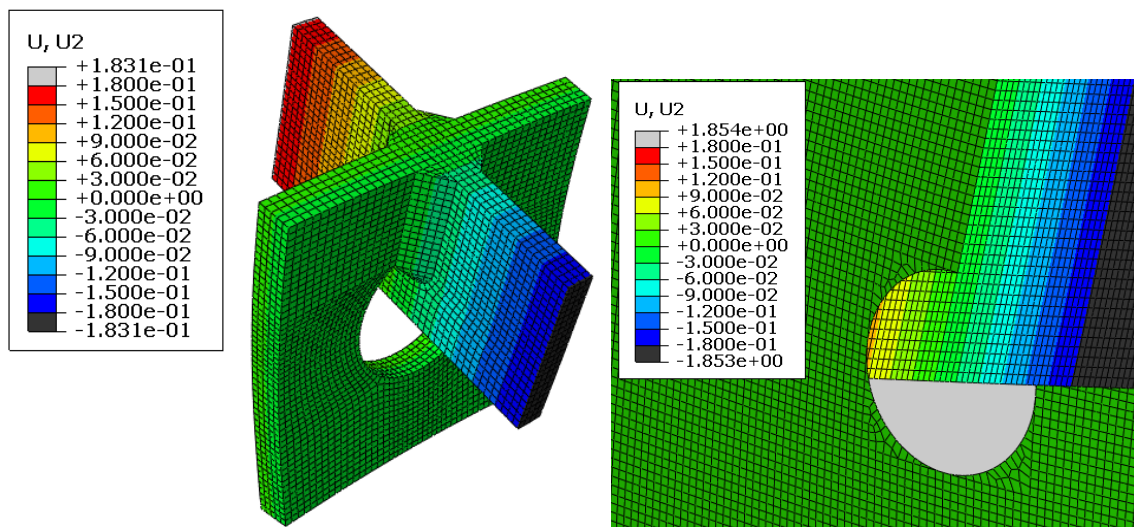 U, U2
+1.831e-01
+1.800e-01
+1.500e-01
+1.200e-01
+9.000e-02
+6.000e-02
+3.000e-02
+0.000e+00
-3.000e-02
-6.000e-02
-9.000e-02
-1.200e-01
-1.500e-01
-1.800e-01
-1.831e-01
U, U2
+1.854e+00
+1.800e-01
+1.500e-01
+1.200e-01
+9.000e-02
+6.000e-02
+3.000e-02
+0.000e+00
-3.000e-02
-6.000e-02
-9.000e-02
-1.200e-01
-1.500e-01
-1.800e-01
-1.853e+00